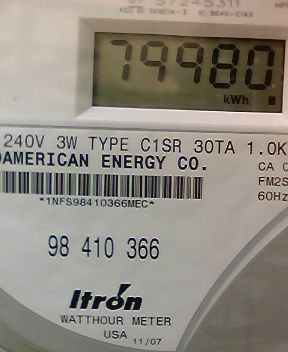 79980
kWh
240V 3W TYPE C1SR 30TA 1.0K
DAMERICAN ENERGY CO.
CA
*1NFS98410366MEC*
FM2S
60Hz
98 410 366
Itron
WATTHOUR METER
USA 11/07